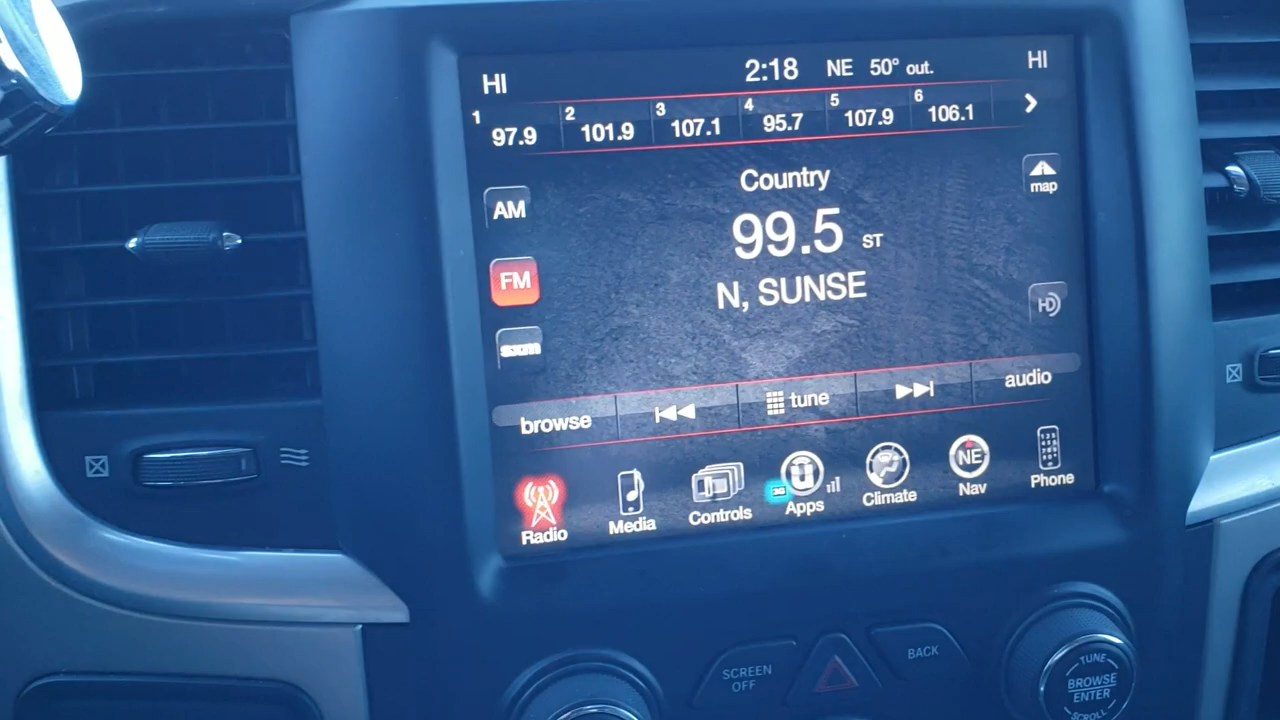 HI 2:18 NE 50° out. HI
1 97.9 2 101.9 3 107.1 4 95.7 5 107.9 6 106.1
Country
map
AM
99.5 ST
FM
N, SUNSE
HD
sxm
browse tune audio
Radio Media Controls 3G Apps Climate NE Nav Phone
SCREEN OFF
BACK
TUNE
BROWSE
ENTER
SCROLL